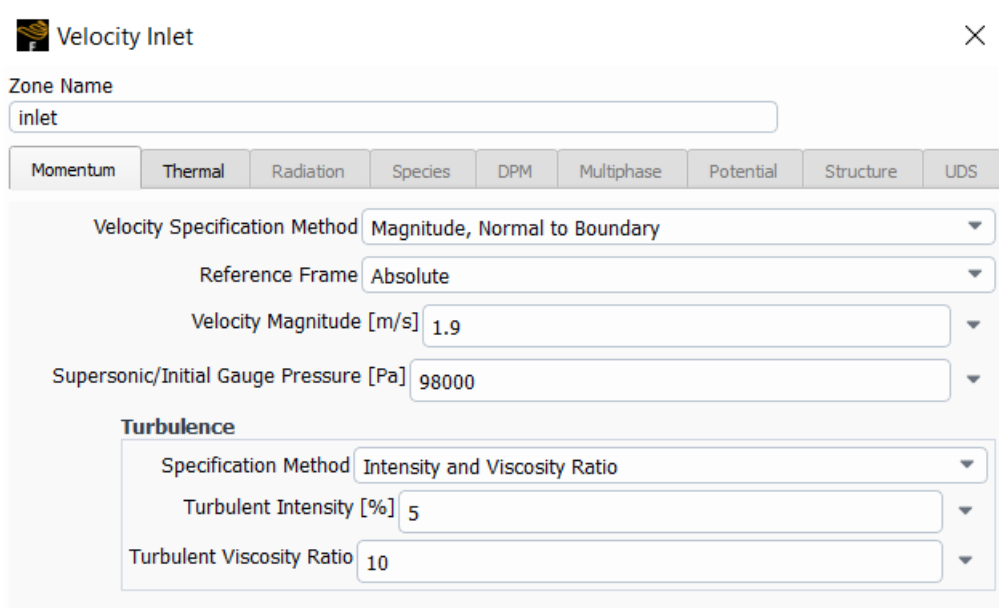 Velocity Inlet
Zone Name
inlet
Momentum Thermal Radiation Species DPM Multiphase Potential Structure UDS
Velocity Specification Method Magnitude, Normal to Boundary
Reference Frame Absolute
Velocity Magnitude [m/s] 1.9
Supersonic/Initial Gauge Pressure [Pa] 98000
Turbulence
Specification Method Intensity and Viscosity Ratio
Turbulent Intensity [%] 5
Turbulent Viscosity Ratio 10